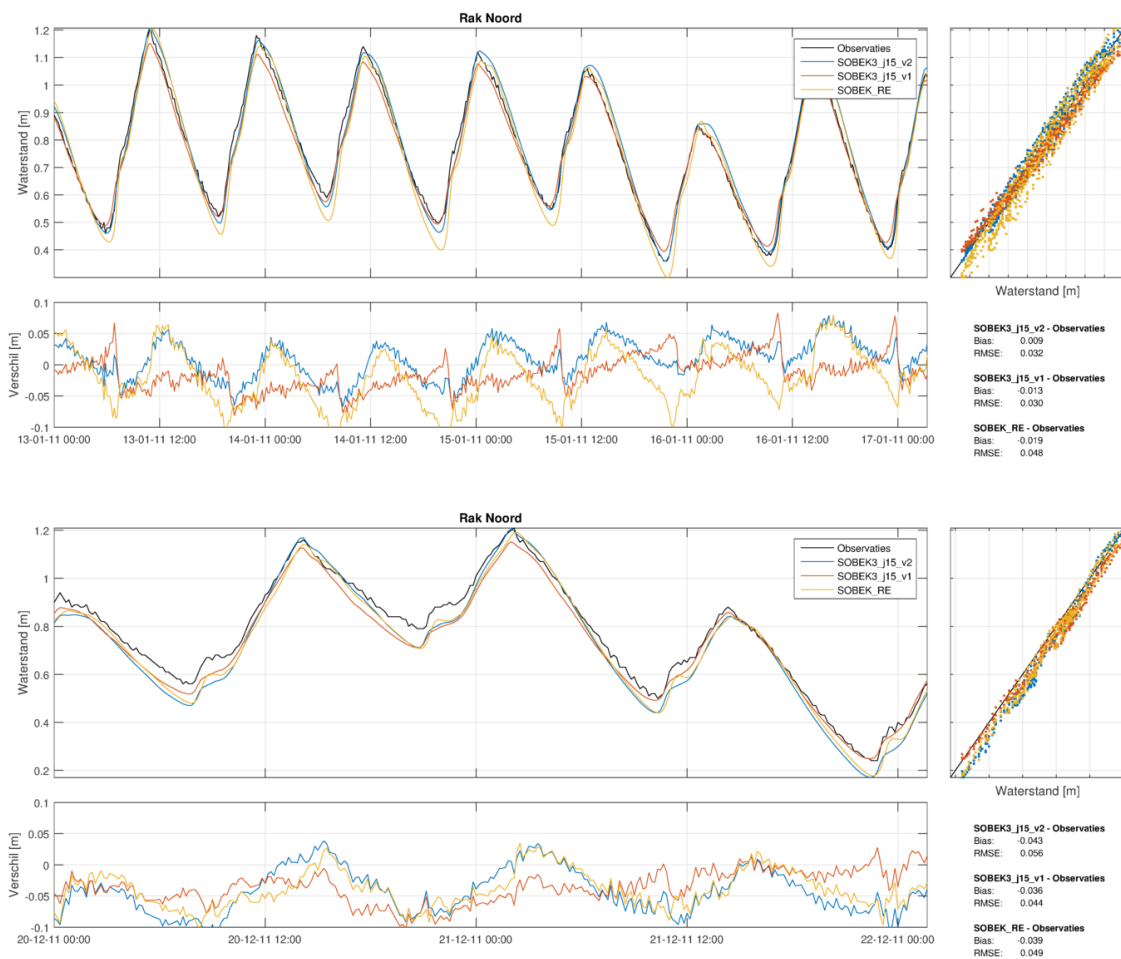 Rak Noord
1.2
1.1
1
0.9
0.8
0.7
0.6
0.5
0.4
Waterstand [m]
Observaties
SOBEK3_j15_v2
SOBEK3_j15_v1
SOBEK_RE
Waterstand [m]
0.1
0.05
0
-0.05
-0.1
Verschil [m]
13-01-11 00:00
13-01-11 12:00
14-01-11 00:00
14-01-11 12:00
15-01-11 00:00
15-01-11 12:00
16-01-11 00:00
16-01-11 12:00
17-01-11 00:00
SOBEK3_j15_v2 - Observaties
Bias: 0.009
RMSE: 0.032
SOBEK3_j15_v1 - Observaties
Bias: -0.013
RMSE: 0.030
SOBEK_RE - Observaties
Bias: -0.019
RMSE: 0.048
Rak Noord
1.2
1
0.8
0.6
0.4
0.2
Waterstand [m]
Observaties
SOBEK3_j15_v2
SOBEK3_j15_v1
SOBEK_RE
Waterstand [m]
0.1
0.05
0
-0.05
-0.1
Verschil [m]
20-12-11 00:00
20-12-11 12:00
21-12-11 00:00
21-12-11 12:00
22-12-11 00:00
SOBEK3_j15_v2 - Observaties
Bias: -0.043
RMSE: 0.056
SOBEK3_j15_v1 - Observaties
Bias: -0.036
RMSE: 0.044
SOBEK_RE - Observaties
Bias: -0.039
RMSE: 0.049